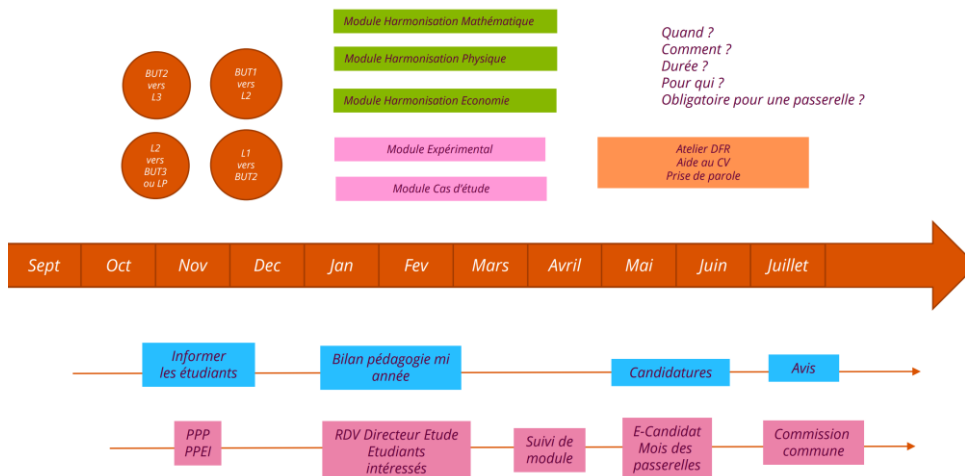 Module Harmonisation Mathématique
Module Harmonisation Physique
Module Harmonisation Economie
Quand ?
Comment ?
Durée ?
Pour qui ?
Obligatoire pour une passerelle ?
BUT2
vers
L3
BUT1
vers
L2
L2
vers
BUT3
ou LP
L1
vers
BUT2
Module Expérimental
Module Cas d'étude
Atelier DFR
Aide au CV
Prise de parole
Sept
Oct
Nov
Dec
Jan
Fev
Mars
Avril
Mai
Juin
Juillet
Informer
les étudiants
Bilan pédagogie mi
année
Candidatures
Avis
PPP
PPEI
RDV Directeur Etude
Etudiants
intéressés
Suivi de
module
E-Candidat
Mois des
passerelles
Commission
commune